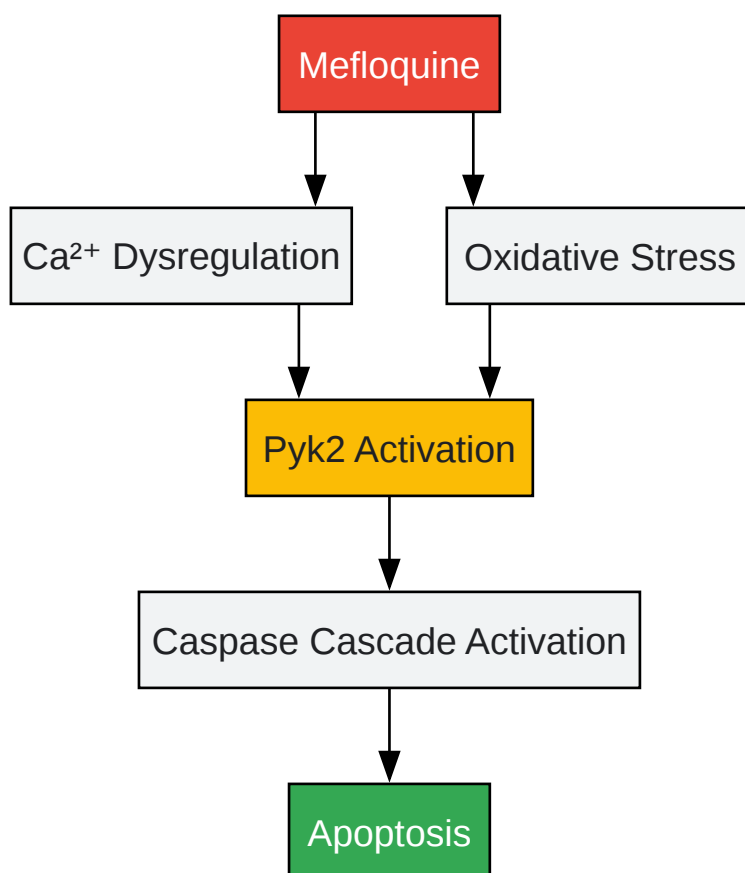 Mefloquine
Ca²⁺ Dysregulation
Oxidative Stress
Pyk2 Activation
Caspase Cascade Activation
Apoptosis